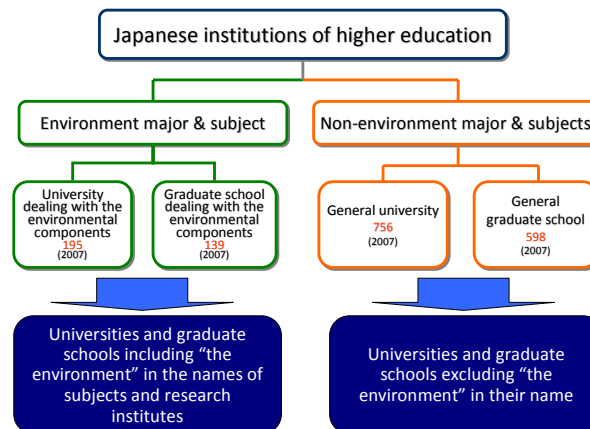 Japanese institutions of higher education
Environment major & subject
Non-environment major & subjects
University
dealing with the
environmental
components
195
(2007)
Graduate school
dealing with the
environmental
components
139
(2007)
General university
756
(2007)
General
graduate school
598
(2007)
Universities and graduate
schools including “the
environment” in the names of
subjects and research
institutes
Universities and graduate
schools excluding “the
environment” in their name